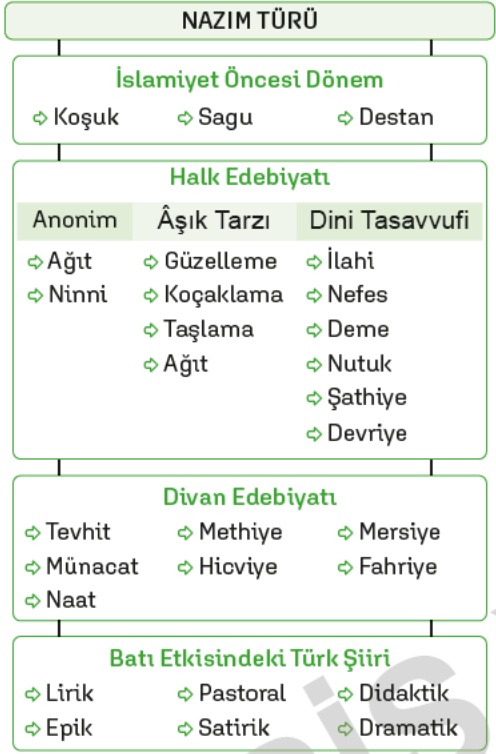 NAZIM TÜRÜ
İslamiyet Öncesi Dönem
⇨ Koşuk ⇨ Sagu ⇨ Destan
Halk Edebiyatı
Anonim Âşık Tarzı Dini Tasavvufi
⇨ Ağıt ⇨ Güzelleme ⇨ İlahi
⇨ Ninni ⇨ Koçaklama ⇨ Nefes
⇨ Taşlama ⇨ Deme
⇨ Ağıt ⇨ Nutuk
⇨ Şathiye
⇨ Devriye
Divan Edebiyatı
⇨ Tevhit ⇨ Methiye ⇨ Mersiye
⇨ Münacat ⇨ Hicviye ⇨ Fahriye
⇨ Naat
Batı Etkisindeki Türk Şiiri
⇨ Lirik ⇨ Pastoral ⇨ Didaktik
⇨ Epik ⇨ Satirik ⇨ Dramatik